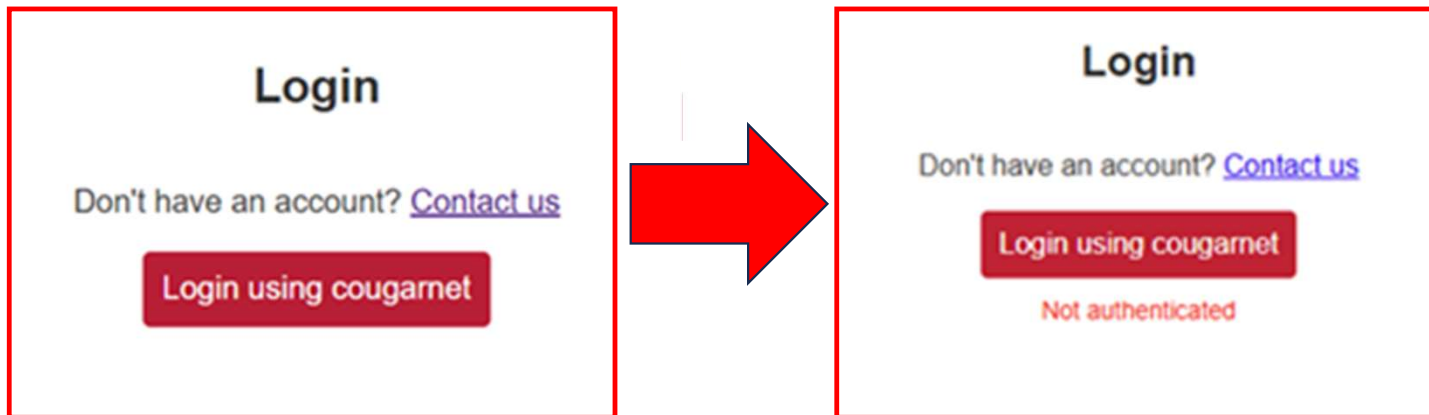 Login
Don't have an account? Contact us
Login using cougarnet
Login
Don't have an account? Contact us
Login using cougarnet
Not authenticated